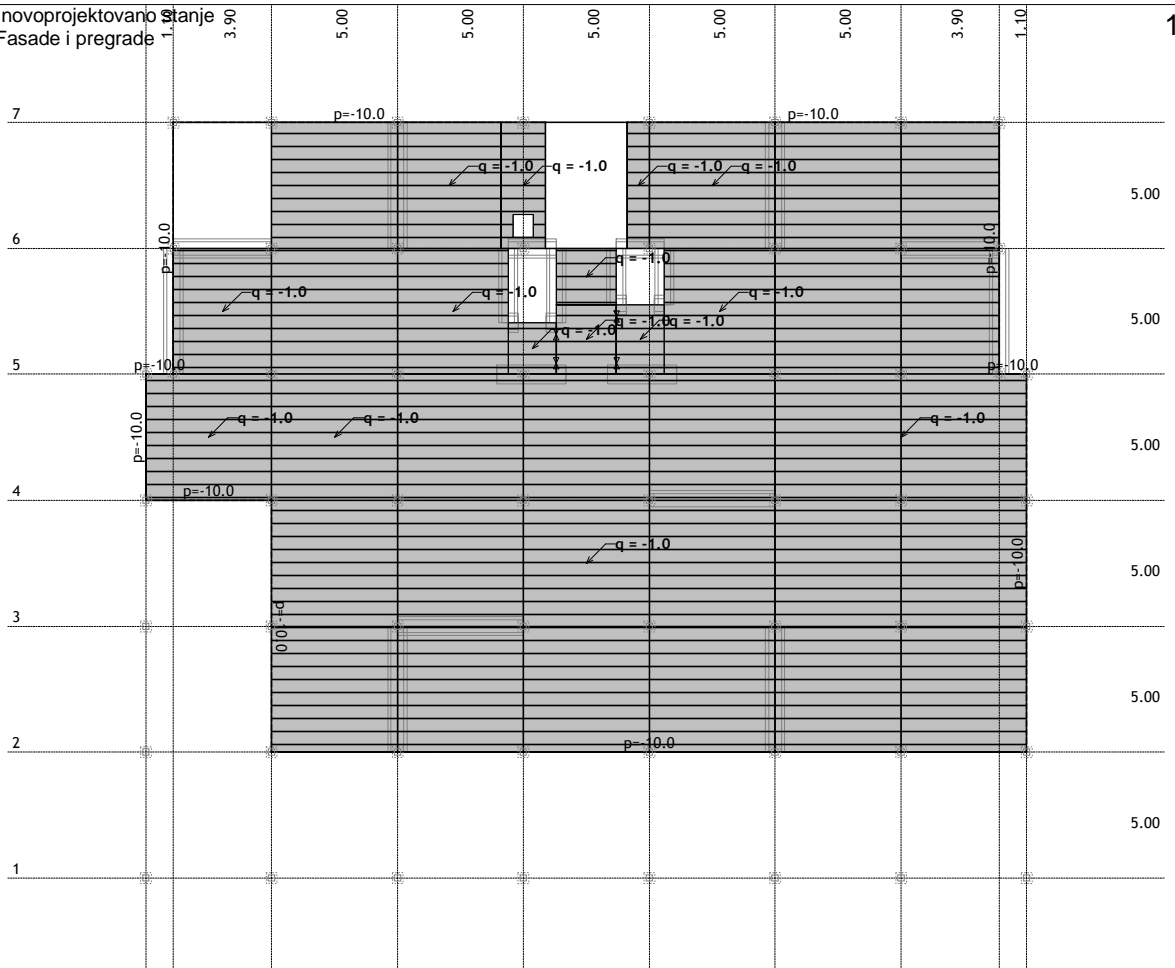 novoprojektovano stanje
Fasade i pregrade
1
1.10
3.90
5.00
5.00
5.00
5.00
5.00
3.90
1.10
7
p=-10.0
p=-10.0
q = -1.0
q = -1.0
q = -1.0
q = -1.0
5.00
6
p=-10.0
p=-10.0
q = -1.0
q = -1.0
q = -1.0
q = -1.0
5.00
q = -1.0
q = -1.0
q = -1.0
5
p=-10.0
p=-10.0
p=-10.0
q = -1.0
q = -1.0
q = -1.0
5.00
4
p=-10.0
q = -1.0
p=-10.0
5.00
3
p=-10.0
5.00
2
p=-10.0
5.00
1